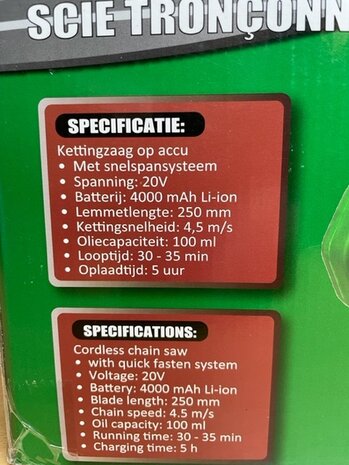 SCIE TRONÇONN
SPECIFICATIE:
Kettingzaag op accu
• Met snelspansysteem
• Spanning: 20V
• Batterij: 4000 mAh Li-ion
• Lemmetlengte: 250 mm
• Kettingsnelheid: 4,5 m/s
• Oliecapaciteit: 100 ml
• Looptijd: 30 - 35 min
• Oplaadtijd: 5 uur
SPECIFICATIONS:
Cordless chain saw
• with quick fasten system
• Voltage: 20V
• Battery: 4000 mAh Li-ion
• Blade length: 250 mm
• Chain speed: 4.5 m/s
• Oil capacity: 100 ml
• Running time: 30 - 35 min
• Charging time: 5 h